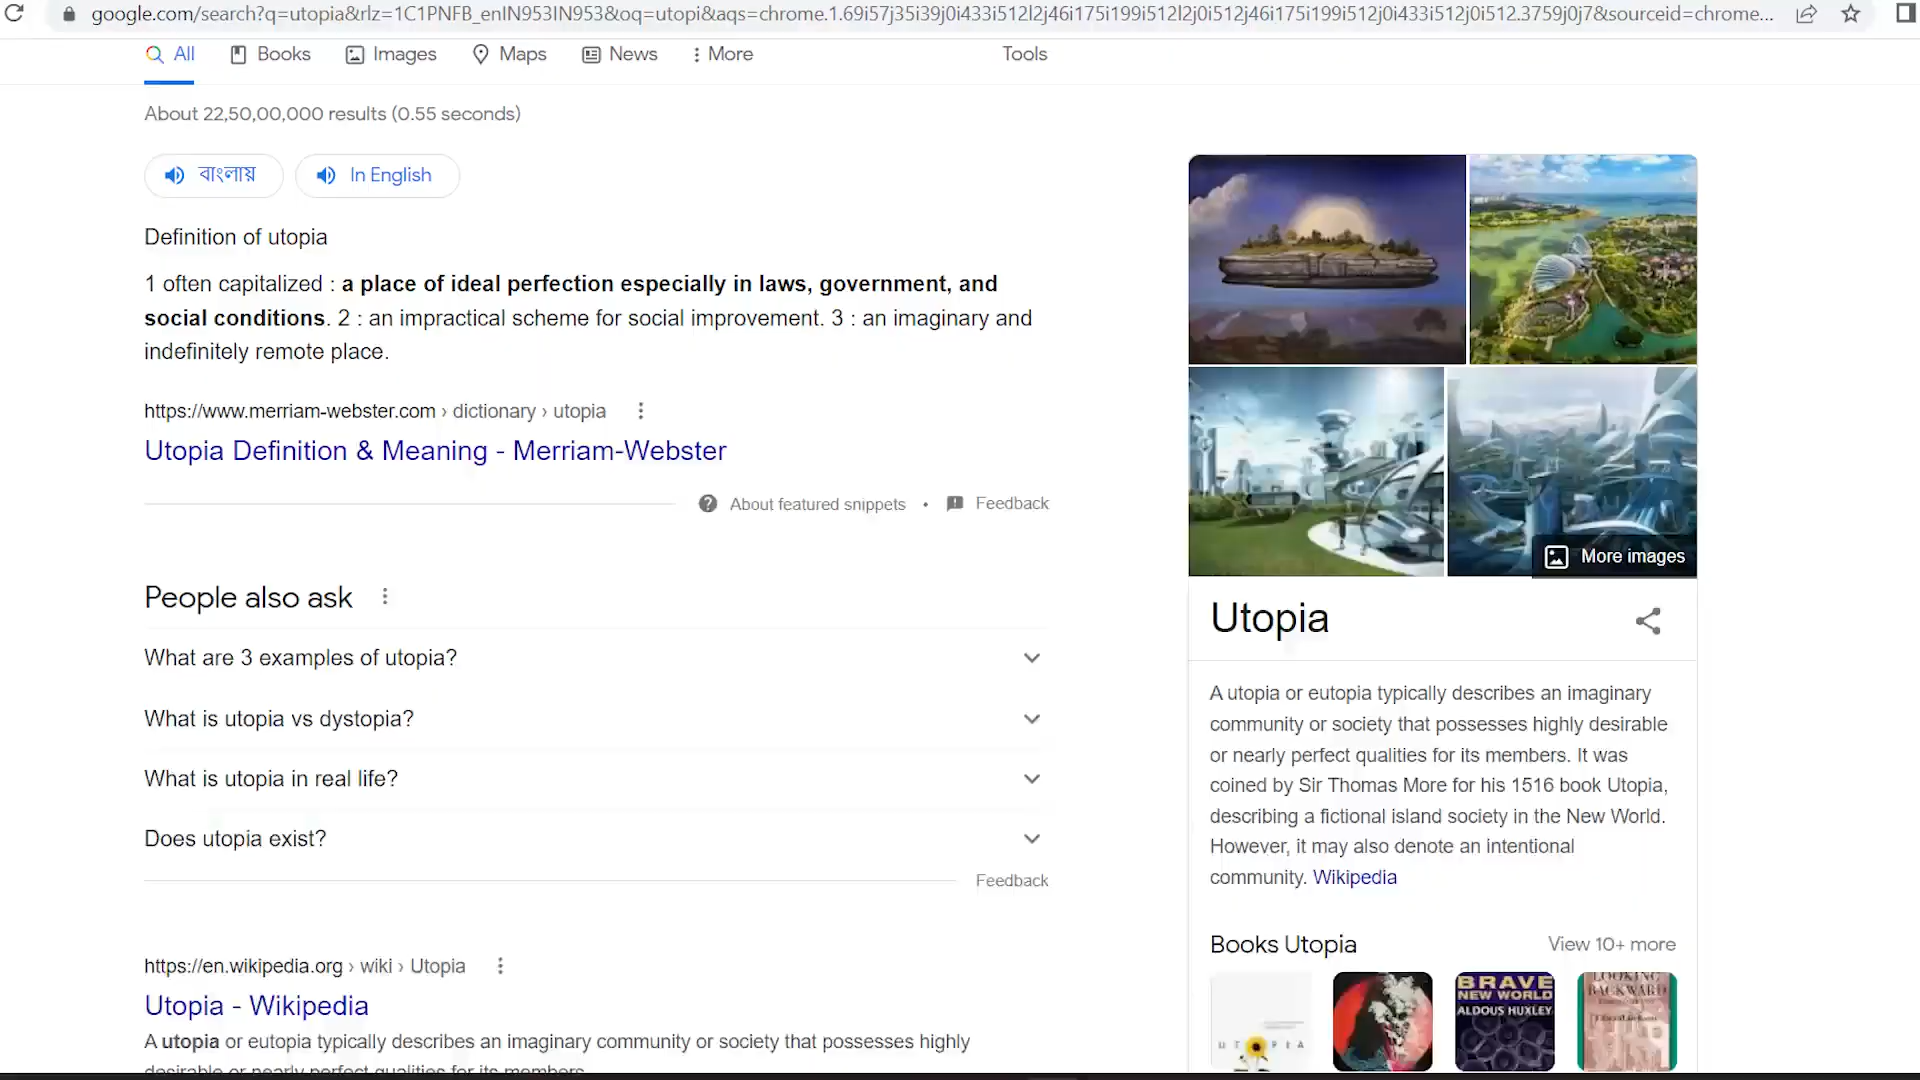 google.com/search?q=utopia&rlz=1C1PNFB_enIN953IN953&oq=utopi&aqs=chrome.1.69i57j35i39j0i433i512l2j46i175i199i512l2j0i512j46i175i199i512j0i433i512j0i512.3759j0j7&sourceid=chrome...
All Books Images Maps News More Tools
About 22,50,00,000 results (0.55 seconds)
বাংলায় In English
Definition of utopia
1 often capitalized : a place of ideal perfection especially in laws, government, and
social conditions. 2 : an impractical scheme for social improvement. 3 : an imaginary and
indefinitely remote place.
https://www.merriam-webster.com › dictionary › utopia
Utopia Definition & Meaning - Merriam-Webster
About featured snippets • Feedback
People also ask
What are 3 examples of utopia?
What is utopia vs dystopia?
What is utopia in real life?
Does utopia exist?
Feedback
https://en.wikipedia.org › wiki › Utopia
Utopia - Wikipedia
A utopia or eutopia typically describes an imaginary community or society that possesses highly
desirable or nearly perfect qualities for its members
More images
Utopia
A utopia or eutopia typically describes an imaginary
community or society that possesses highly desirable
or nearly perfect qualities for its members. It was
coined by Sir Thomas More for his 1516 book Utopia,
describing a fictional island society in the New World.
However, it may also denote an intentional
community. Wikipedia
Books Utopia View 10+ more
UTOPIA
BRAVE
NEW WORLD
ALDOUS HUXLEY
LOOKING
BACKWARD